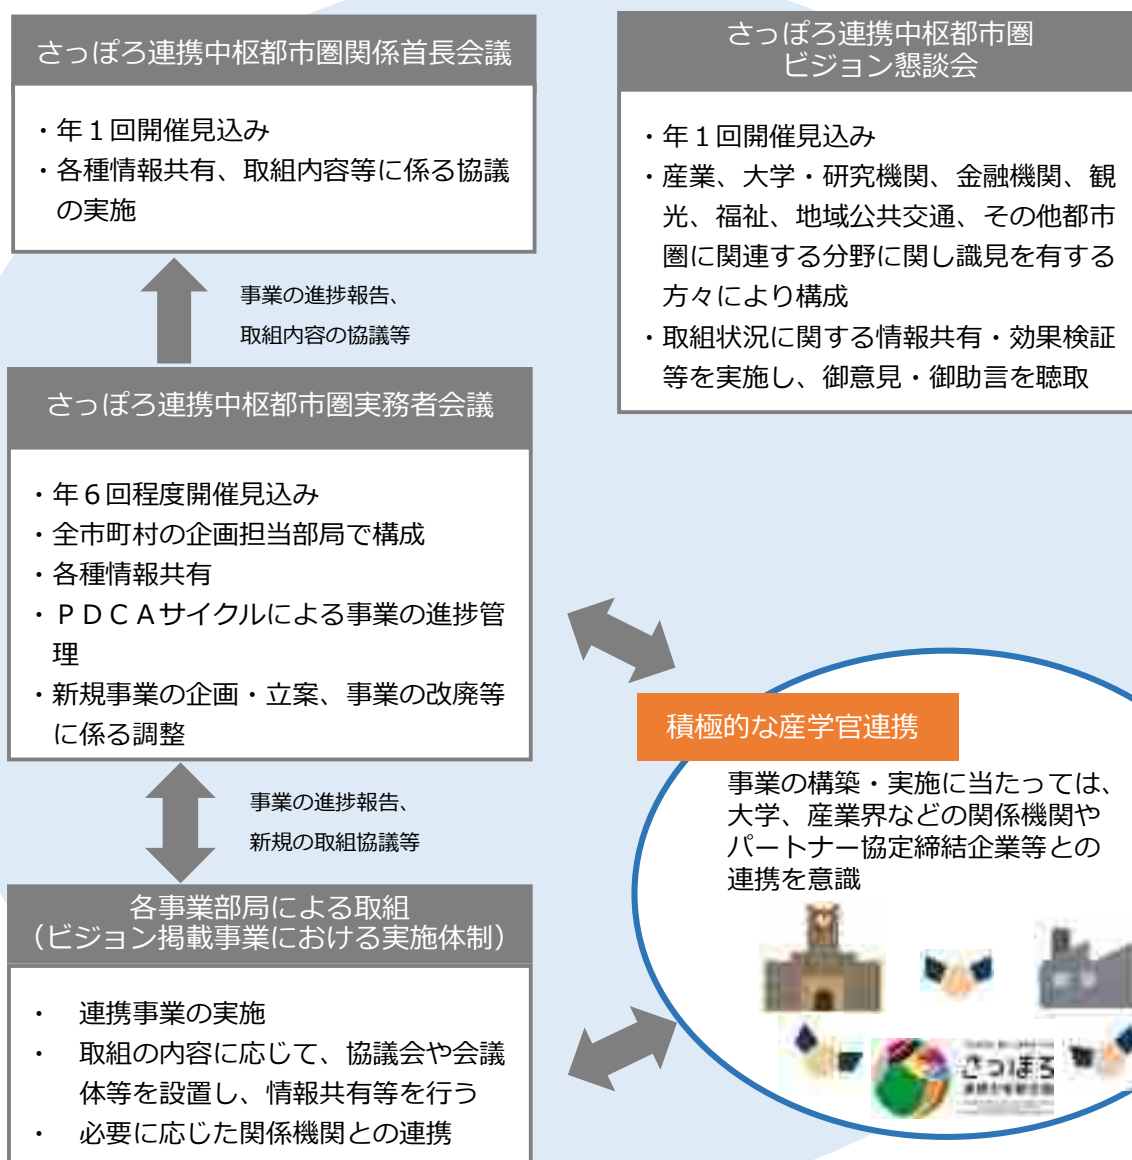 さっぽろ連携中枢都市圏関係首長会議
・年１回開催見込み
・各種情報共有、取組内容等に係る協議
の実施
事業の進捗報告、
取組内容の協議等
さっぽろ連携中枢都市圏実務者会議
・年６回程度開催見込み
・全市町村の企画担当部局で構成
・各種情報共有
・ＰＤＣＡサイクルによる事業の進捗管
理
・新規事業の企画・立案、事業の改廃等
に係る調整
事業の進捗報告、
新規の取組協議等
各事業部局による取組
（ビジョン掲載事業における実施体制）
・ 連携事業の実施
・ 取組の内容に応じて、協議会や会議
体等を設置し、情報共有等を行う
・ 必要に応じた関係機関との連携
さっぽろ連携中枢都市圏
ビジョン懇談会
・年１回開催見込み
・産業、大学・研究機関、金融機関、観
光、福祉、地域公共交通、その他都市
圏に関連する分野に関し識見を有する
方々により構成
・取組状況に関する情報共有・効果検証
等を実施し、御意見・御助言を聴取
積極的な産学官連携
事業の構築・実施に当たっては、
大学、産業界などの関係機関や
パートナー協定締結企業等との
連携を意識
さっぽろ